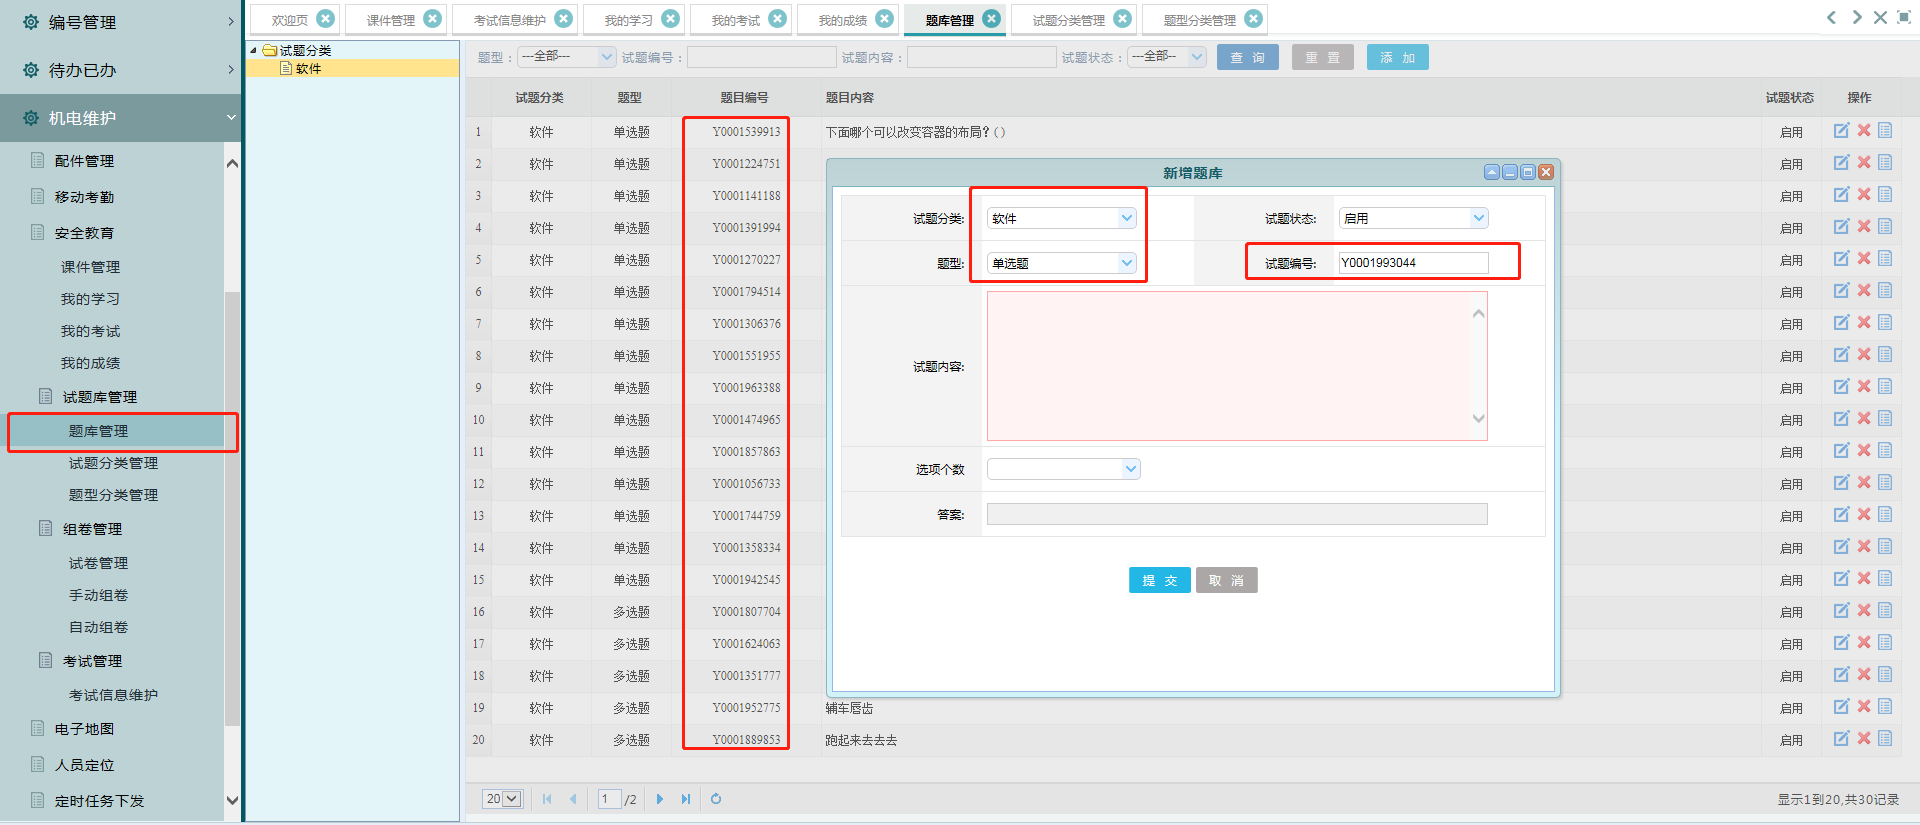 编号管理
待办已办
机电维护
配件管理
移动考勤
安全教育
课件管理
我的学习
我的考试
我的成绩
试题库管理
题库管理
试题分类管理
题型分类管理
组卷管理
试卷管理
手动组卷
自动组卷
考试管理
考试信息维护
电子地图
人员定位
定时任务下发
欢迎页 课件管理 考试信息维护 我的学习 我的考试 我的成绩 题库管理 试题分类管理 题型分类管理
试题分类
软件
题型： ---全部--- 试题编号： 试题内容： 试题状态： ---全部-- 查 询 重 置 添 加
试题分类 题型 题目编号 题目内容 试题状态 操作
1 软件 单选题 Y0001539913 下面哪个可以改变容器的布局?（） 启用
2 软件 单选题 Y0001224751 启用
3 软件 单选题 Y0001141188 启用
4 软件 单选题 Y0001391994 启用
5 软件 单选题 Y0001270227 启用
6 软件 单选题 Y0001794514 启用
7 软件 单选题 Y0001306376 启用
8 软件 单选题 Y0001551955 启用
9 软件 单选题 Y0001963388 启用
10 软件 单选题 Y0001474965 启用
11 软件 单选题 Y0001857863 启用
12 软件 单选题 Y0001056733 启用
13 软件 单选题 Y0001744759 启用
14 软件 单选题 Y0001358334 启用
15 软件 单选题 Y0001942545 启用
16 软件 多选题 Y0001807704 启用
17 软件 多选题 Y0001624063 启用
18 软件 多选题 Y0001351777 启用
19 软件 多选题 Y0001952775 辅车唇齿 启用
20 软件 多选题 Y0001889853 跑起来去去去 启用
新增题库
试题分类: 软件 试题状态: 启用
题型: 单选题 试题编号: Y0001993044
试题内容:
选项个数
答案:
提 交 取 消
20 1 /2 显示1到20,共30记录